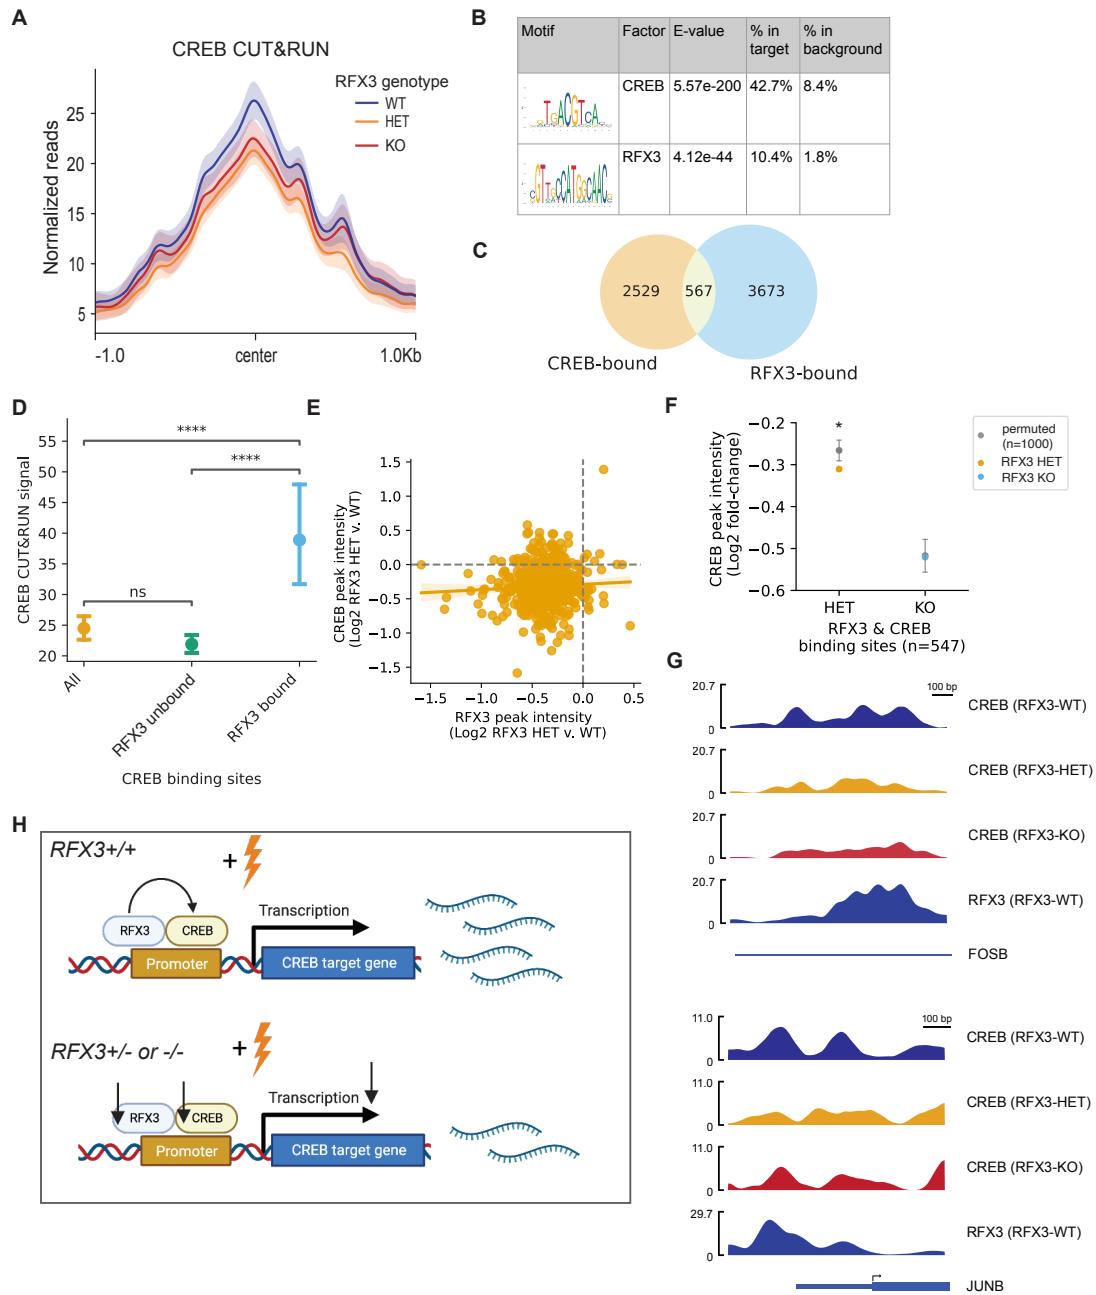 A
CREB CUT&RUN
RFX3 genotype
WT
HET
KO
Normalized reads
25
20
15
10
5
-1.0
center
1.0Kb
B
Motif
Factor
E-value
% in target
% in background
CREB
5.57e-200
42.7%
8.4%
RFX3
4.12e-44
10.4%
1.8%
C
2529
567
3673
CREB-bound
RFX3-bound
D
CREB CUT&RUN signal
55
50
45
40
35
30
25
20
****
****
ns
All
RFX3 unbound
RFX3 bound
CREB binding sites
E
CREB peak intensity
(Log2 RFX3 HET v. WT)
1.5
1.0
0.5
0.0
−0.5
−1.0
−1.5
−1.5
−1.0
−0.5
0.0
0.5
RFX3 peak intensity
(Log2 RFX3 HET v. WT)
F
CREB peak intensity
(Log2 fold-change)
−0.2
−0.3
−0.4
−0.5
−0.6
*
HET
KO
RFX3 & CREB
binding sites (n=547)
permuted
(n=1000)
RFX3 HET
RFX3 KO
G
20.7
0
100 bp
CREB (RFX3-WT)
20.7
0
CREB (RFX3-HET)
20.7
0
CREB (RFX3-KO)
20.7
0
RFX3 (RFX3-WT)
FOSB
11.0
0
100 bp
CREB (RFX3-WT)
11.0
0
CREB (RFX3-HET)
11.0
0
CREB (RFX3-KO)
29.7
0
RFX3 (RFX3-WT)
JUNB
H
RFX3+/+
+
RFX3
CREB
Transcription
Promoter
CREB target gene
RFX3+/- or -/-
+
RFX3
CREB
Transcription
Promoter
CREB target gene